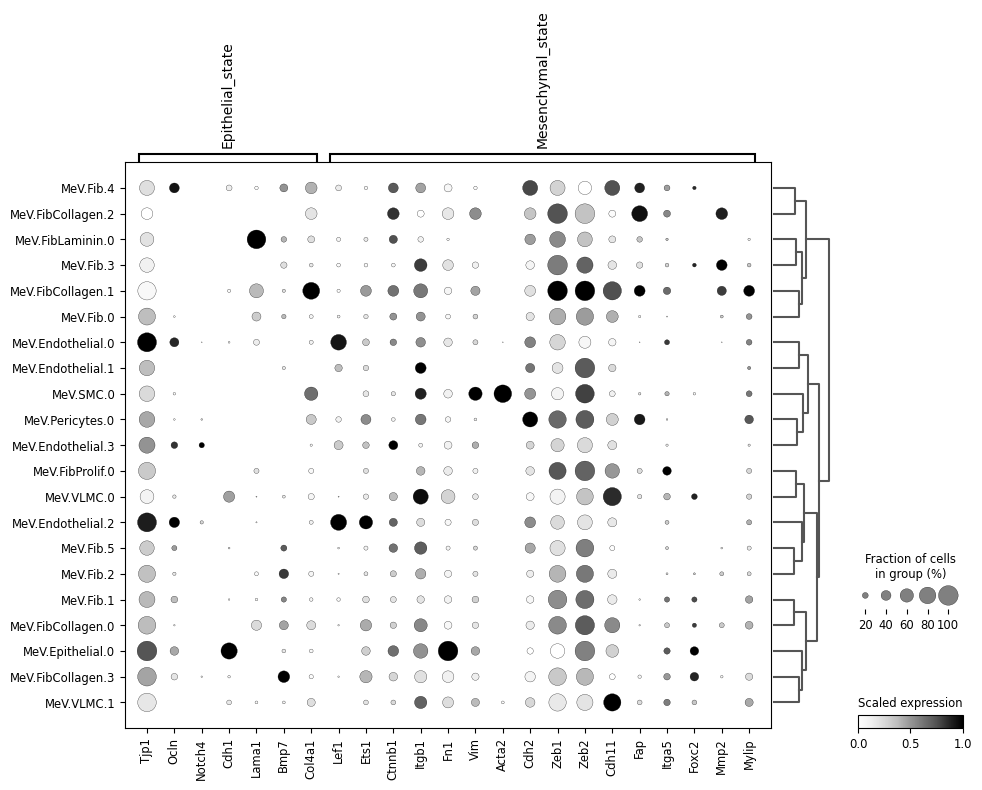 Epithelial_state
Mesenchymal_state
MeV.Fib.4
MeV.FibCollagen.2
MeV.FibLaminin.0
MeV.Fib.3
MeV.FibCollagen.1
MeV.Fib.0
MeV.Endothelial.0
MeV.Endothelial.1
MeV.SMC.0
MeV.Pericytes.0
MeV.Endothelial.3
MeV.FibProlif.0
MeV.VLMC.0
MeV.Endothelial.2
MeV.Fib.5
MeV.Fib.2
MeV.Fib.1
MeV.FibCollagen.0
MeV.Epithelial.0
MeV.FibCollagen.3
MeV.VLMC.1
Tjp1
Ocln
Notch4
Cdh1
Lama1
Bmp7
Col4a1
Lef1
Ets1
Ctnnb1
Itgb1
Fn1
Vim
Acta2
Cdh2
Zeb1
Zeb2
Cdh11
Fap
Itga5
Foxc2
Mmp2
Mylip
Fraction of cells
in group (%)
20 40 60 80 100
Scaled expression
0.0 0.5 1.0